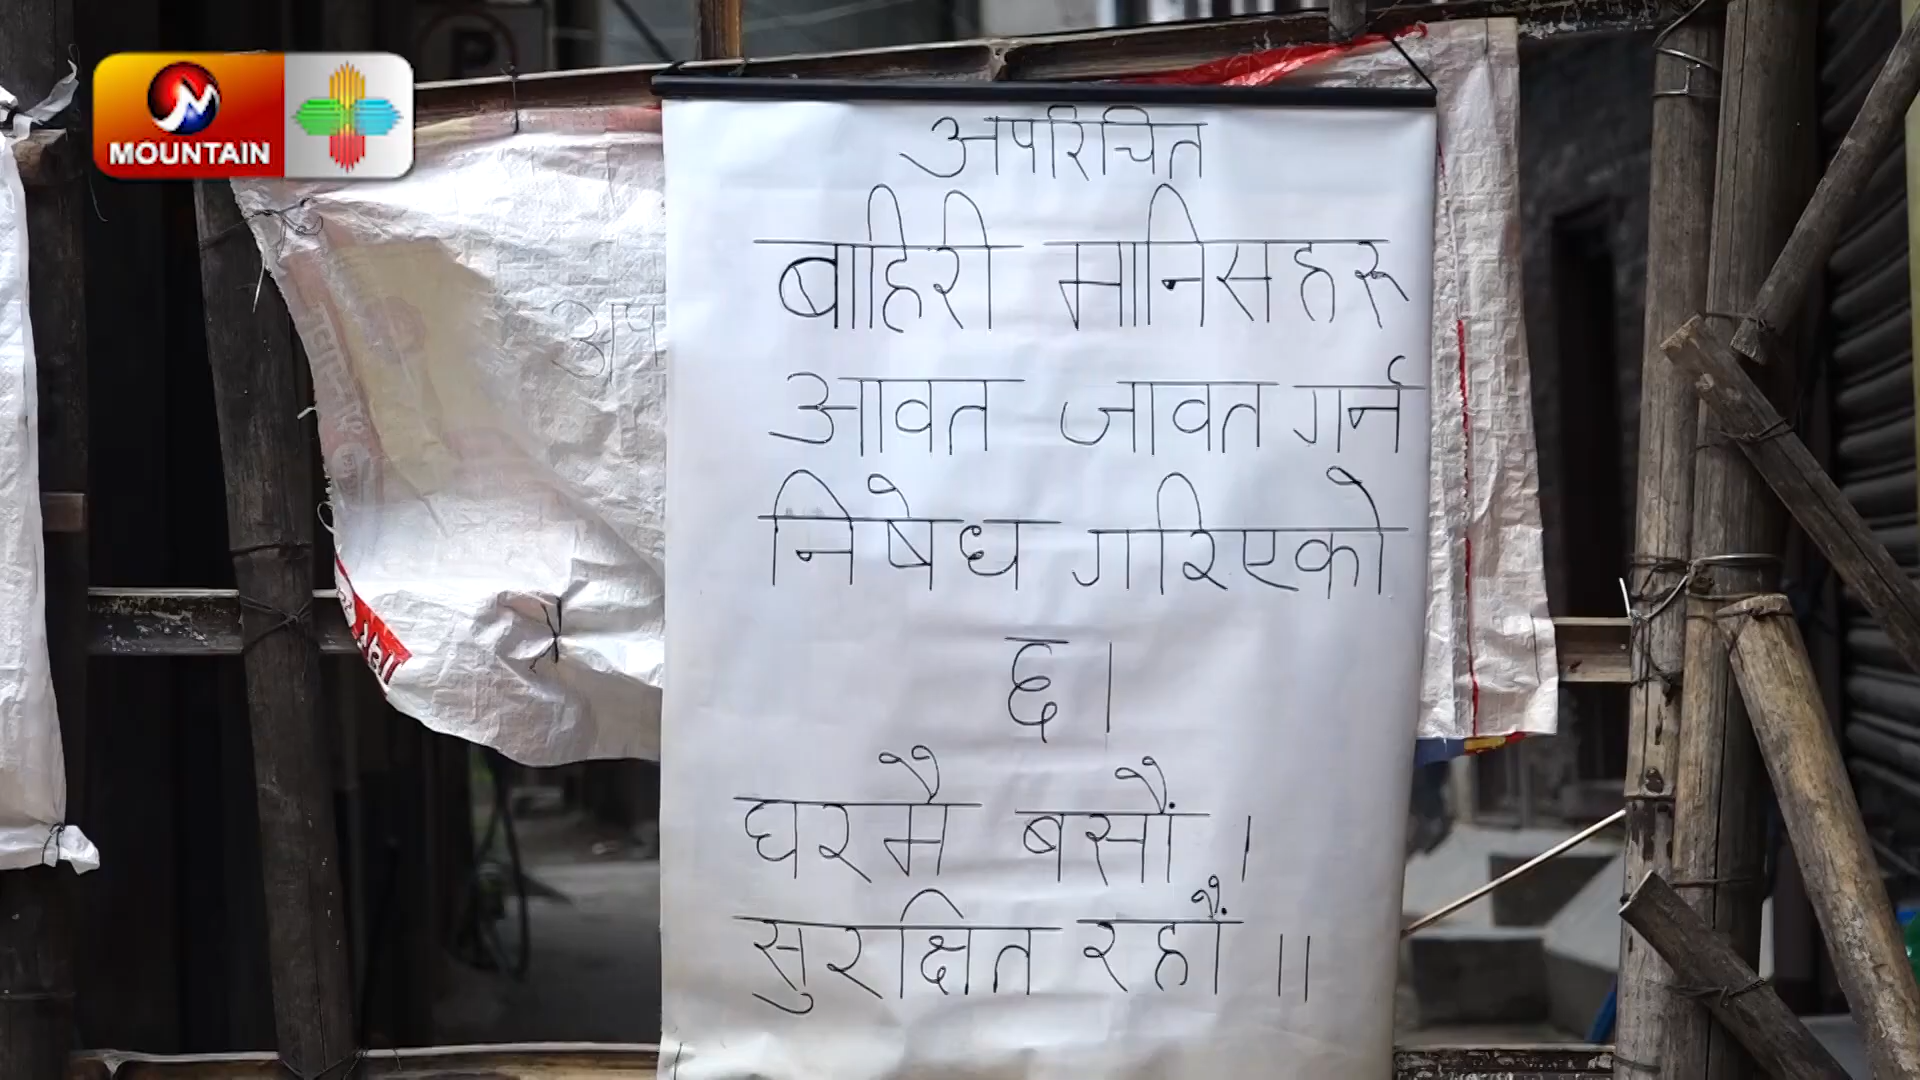 MOUNTAIN
अपरिचित
बाहिरी मानिसहरू
आवत जावत गर्न
निषेध गरिएको
छ।
घरमै बसौं ।
सुरक्षित रहौं ॥